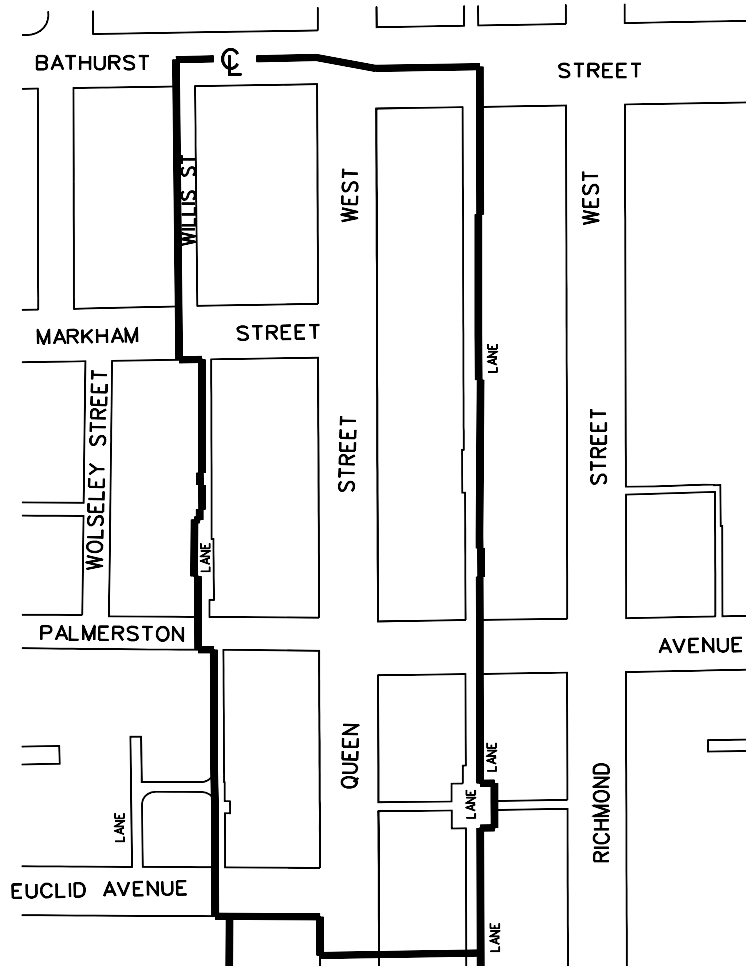 BATHURST
CL
STREET
WILLIS ST
WEST
WEST
MARKHAM
STREET
LANE
WOLSELEY STREET
STREET
STREET
LANE
PALMERSTON
AVENUE
QUEEN
LANE
RICHMOND
LANE
LANE
EUCLID AVENUE
LANE